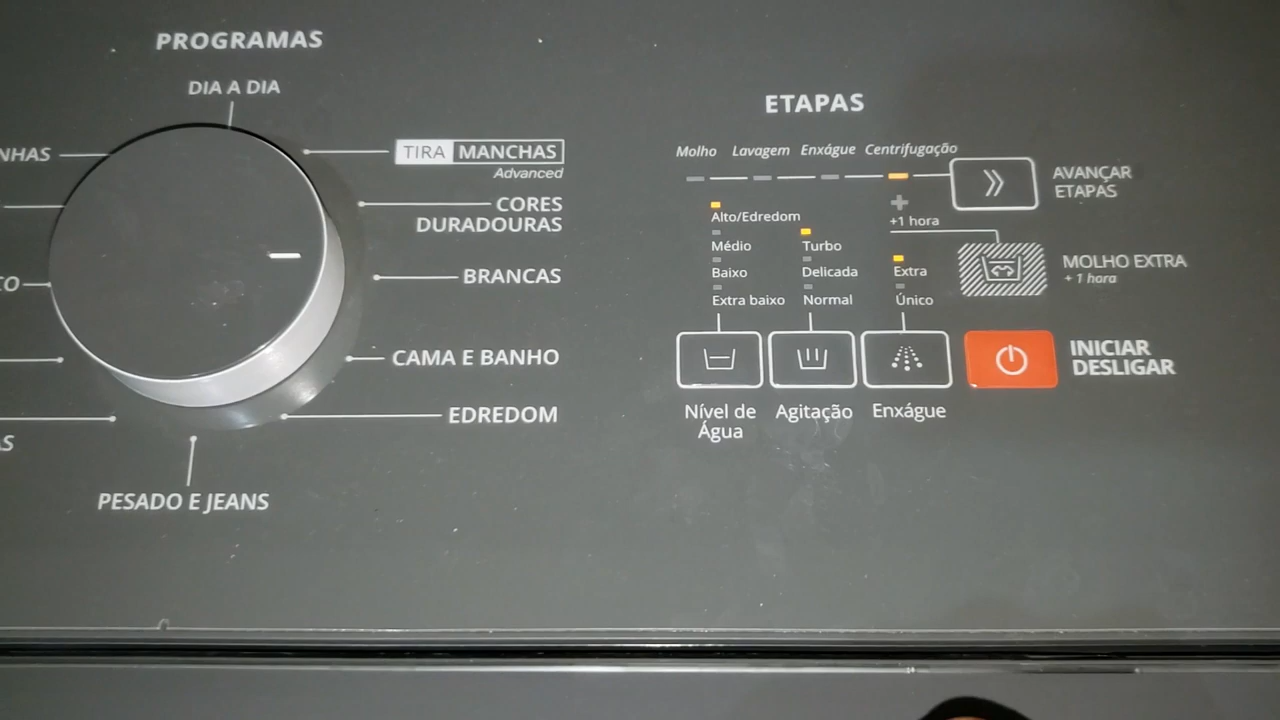 PROGRAMAS
DIA A DIA
NHAS
TIRA MANCHAS
Advanced
CORES
DURADOURAS
BRANCAS
CO
CAMA E BANHO
EDREDOM
AS
PESADO E JEANS
ETAPAS
Molho Lavagem Enxágue Centrifugação
AVANÇAR
ETAPAS
+1 hora
Alto/Edredom
Médio
Baixo
Extra baixo
Turbo
Delicada
Normal
Extra
Único
MOLHO EXTRA
+ 1 hora
INICIAR
DESLIGAR
Nível de
Água
Agitação
Enxágue